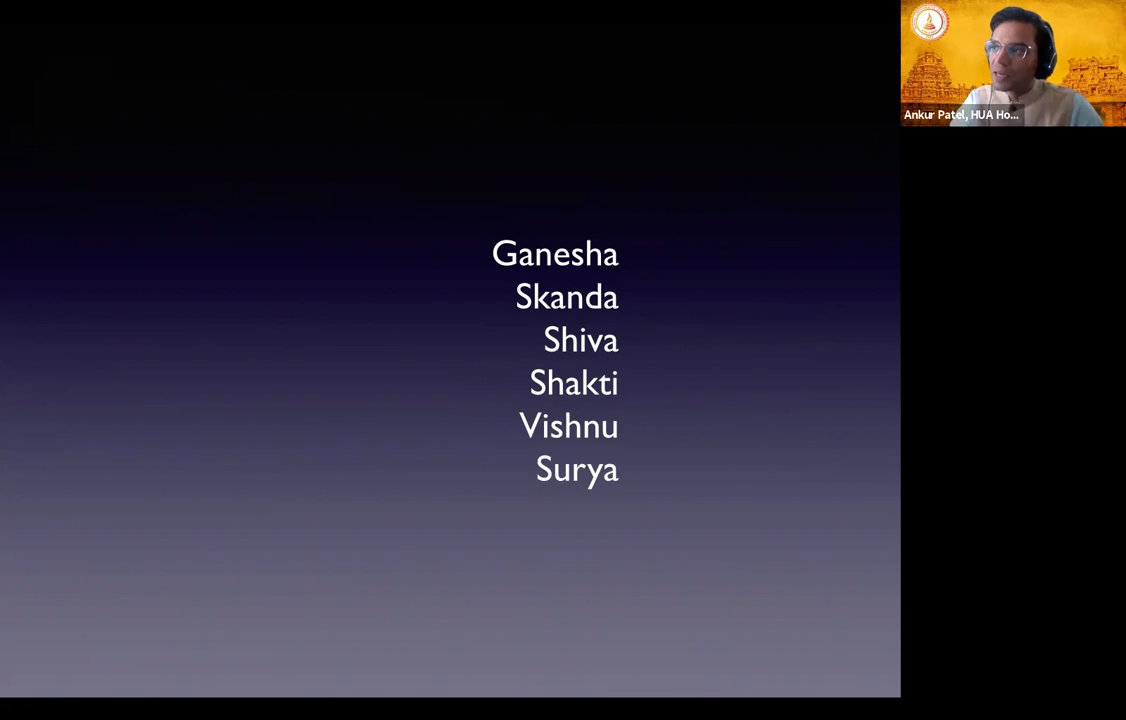 Ganesha
Skanda
Shiva
Shakti
Vishnu
Surya
Ankur Patel, HUA Ho...